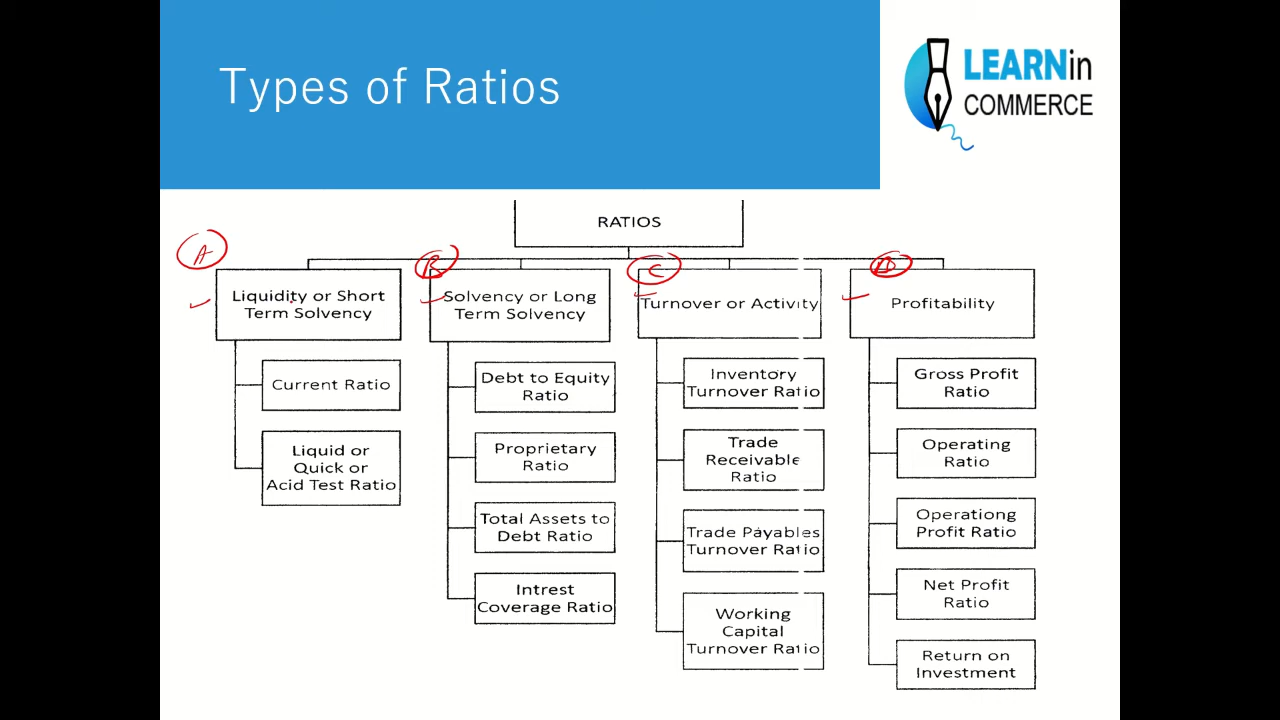 Types of Ratios
LEARNin
COMMERCE
RATIOS
A
B
C
D
Liquidity or Short
Term Solvency
Solvency or Long
Term Solvency
Turnover or Activity
Profitability
Current Ratio
Liquid or
Quick or
Acid Test Ratio
Debt to Equity
Ratio
Proprietary
Ratio
Total Assets to
Debt Ratio
Intrest
Coverage Ratio
Inventory
Turnover Ratio
Trade
Receivable
Ratio
Trade Payables
Turnover Ratio
Working
Capital
Turnover Ratio
Gross Profit
Ratio
Operating
Ratio
Operationg
Profit Ratio
Net Profit
Ratio
Return on
Investment